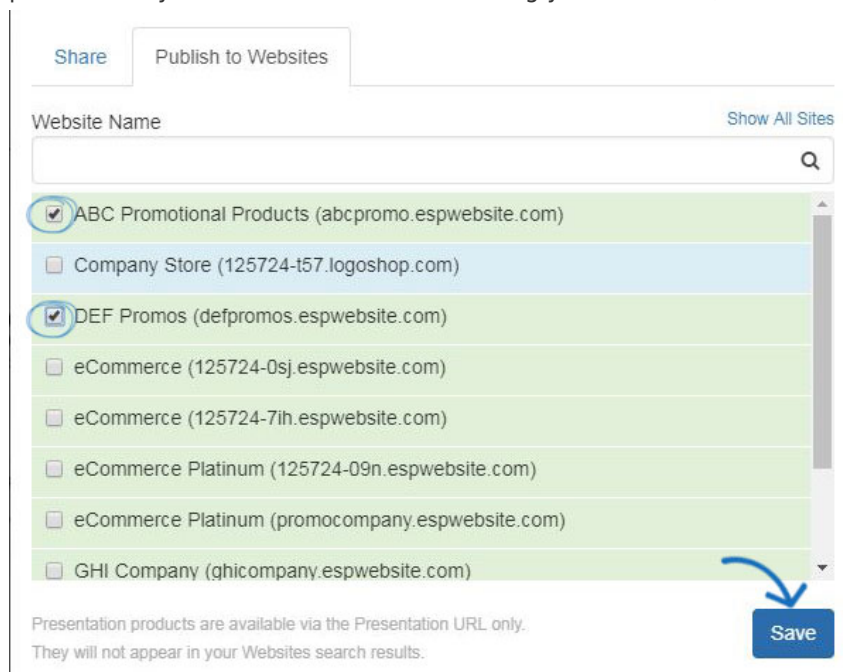 Share
Publish to Websites
Website Name
Show All Sites
ABC Promotional Products (abcpromo.espwebsite.com)
Company Store (125724-t57.logoshop.com)
DEF Promos (defpromos.espwebsite.com)
eCommerce (125724-0sj.espwebsite.com)
eCommerce (125724-7ih.espwebsite.com)
eCommerce Platinum (125724-09n.espwebsite.com)
eCommerce Platinum (promocompany.espwebsite.com)
GHI Company (ghicompany.espwebsite.com)
Presentation products are available via the Presentation URL only.
They will not appear in your Websites search results.
Save